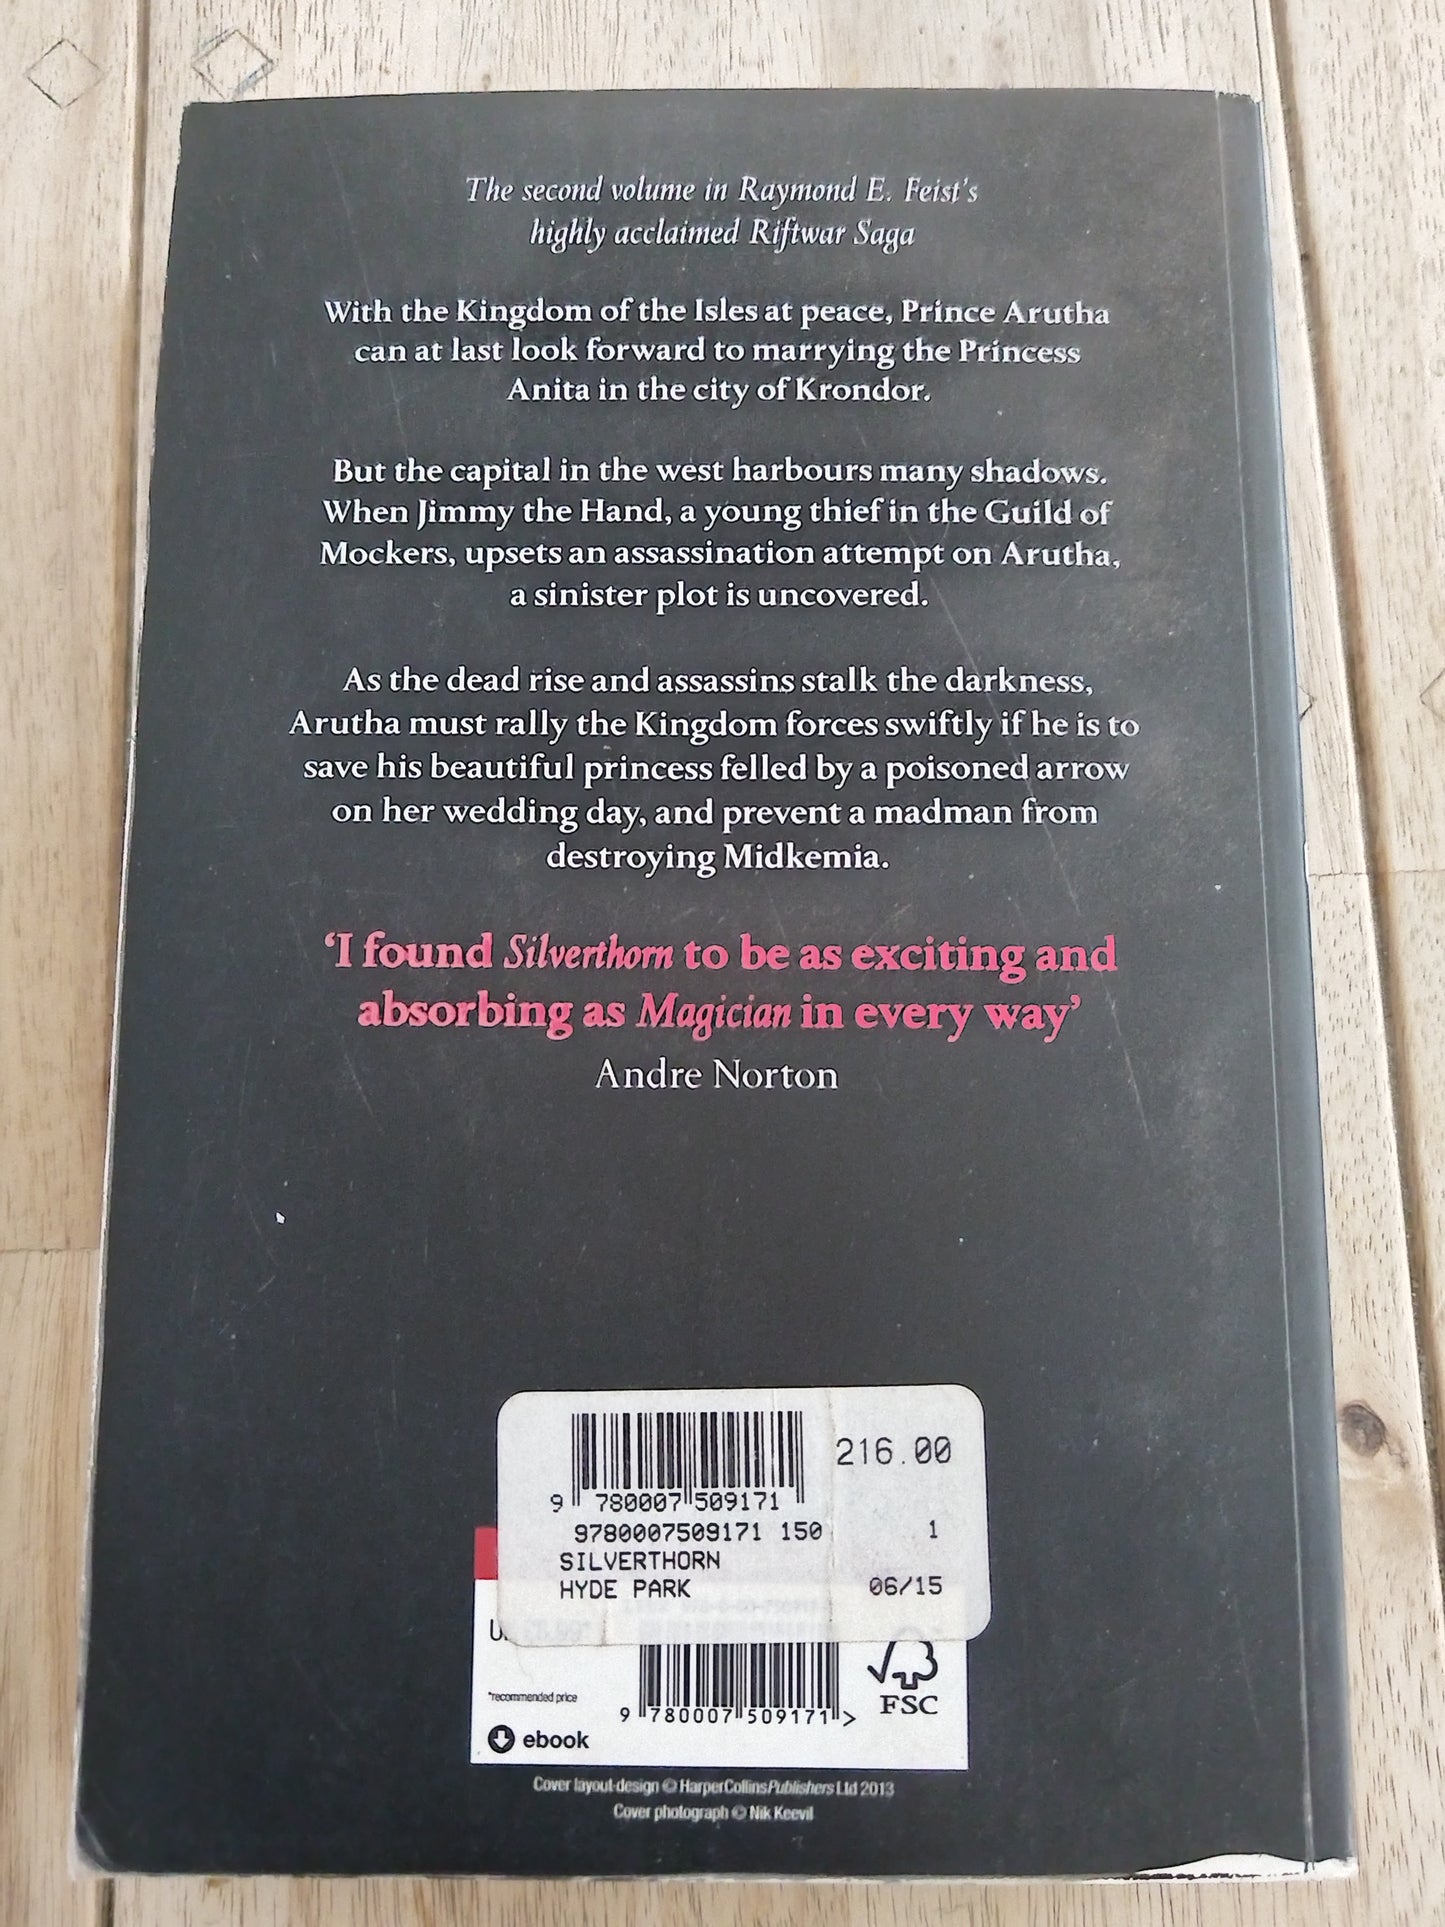 The second volume in Raymond E. Feist's
highly acclaimed Riftwar Saga
With the Kingdom of the Isles at peace, Prince Arutha
can at last look forward to marrying the Princess
Anita in the city of Krondor.
But the capital in the west harbours many shadows.
When Jimmy the Hand, a young thief in the Guild of
Mockers, upsets an assassination attempt on Arutha,
a sinister plot is uncovered.
As the dead rise and assassins stalk the darkness,
Arutha must rally the Kingdom forces swiftly if he is to
save his beautiful princess felled by a poisoned arrow
on her wedding day, and prevent a madman from
destroying Midkemia.
‘I found Silverthorn to be as exciting and
absorbing as Magician in every way’
Andre Norton
216.00
9 780007 509171
9780007509171 150 1
SILVERTHORN
HYDE PARK 06/15
*recommended price
FSC
9 780007 509171 >
ebook
Cover layout design © HarperCollinsPublishers Ltd 2013
Cover photograph © Nik Keevil